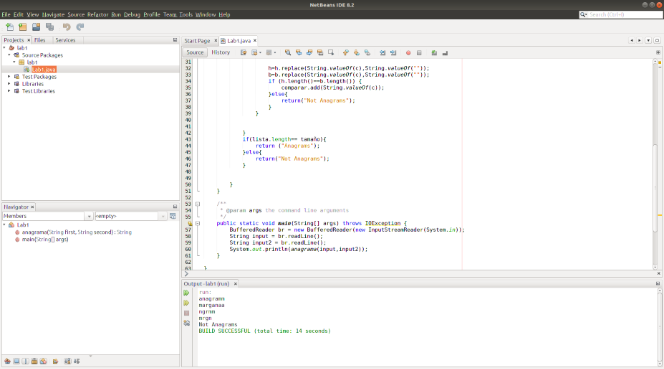 NetBeans IDE 8.2
File Edit View Navigate Source Refactor Run Debug Profile Team Tools Window Help
Search (Ctrl+I)
Projects Files Services
lab1
Source Packages
lab1
Lab1.java
Test Packages
Libraries
Test Libraries
Navigator
Members <empty>
Lab1
anagrama(String first, String second) : String
main(String[] args)
Start Page Lab1.java
Source History
31
32 h=h.replace(String.valueOf(c),String.valueOf(""));
33 b=b.replace(String.valueOf(c),String.valueOf(""));
34 if (h.length()==b.length()) {
35 comparar.add(String.valueOf(c));
36 }else{
37 return("Not Anagrams");
38 }
39 }
40
41
42 }
43 if(lista.length== tamaño){
44 return ("Anagrams");
45 }else{
46 return("Not Anagrams");
47 }
48
49
50 }
51 }
52
53 /**
54 * @param args the command line arguments
55 */
public static void main(String[] args) throws IOException {
57 BufferedReader br = new BufferedReader(new InputStreamReader(System.in));
58 String input = br.readLine();
59 String input2 = br.readLine();
60 System.out.println(anagrama(input,input2));
61 }
62
63 }
Output - lab1 (run)
run:
anagrams
marganaa
ngrmm
nrgm
Not Anagrams
BUILD SUCCESSFUL (total time: 14 seconds)